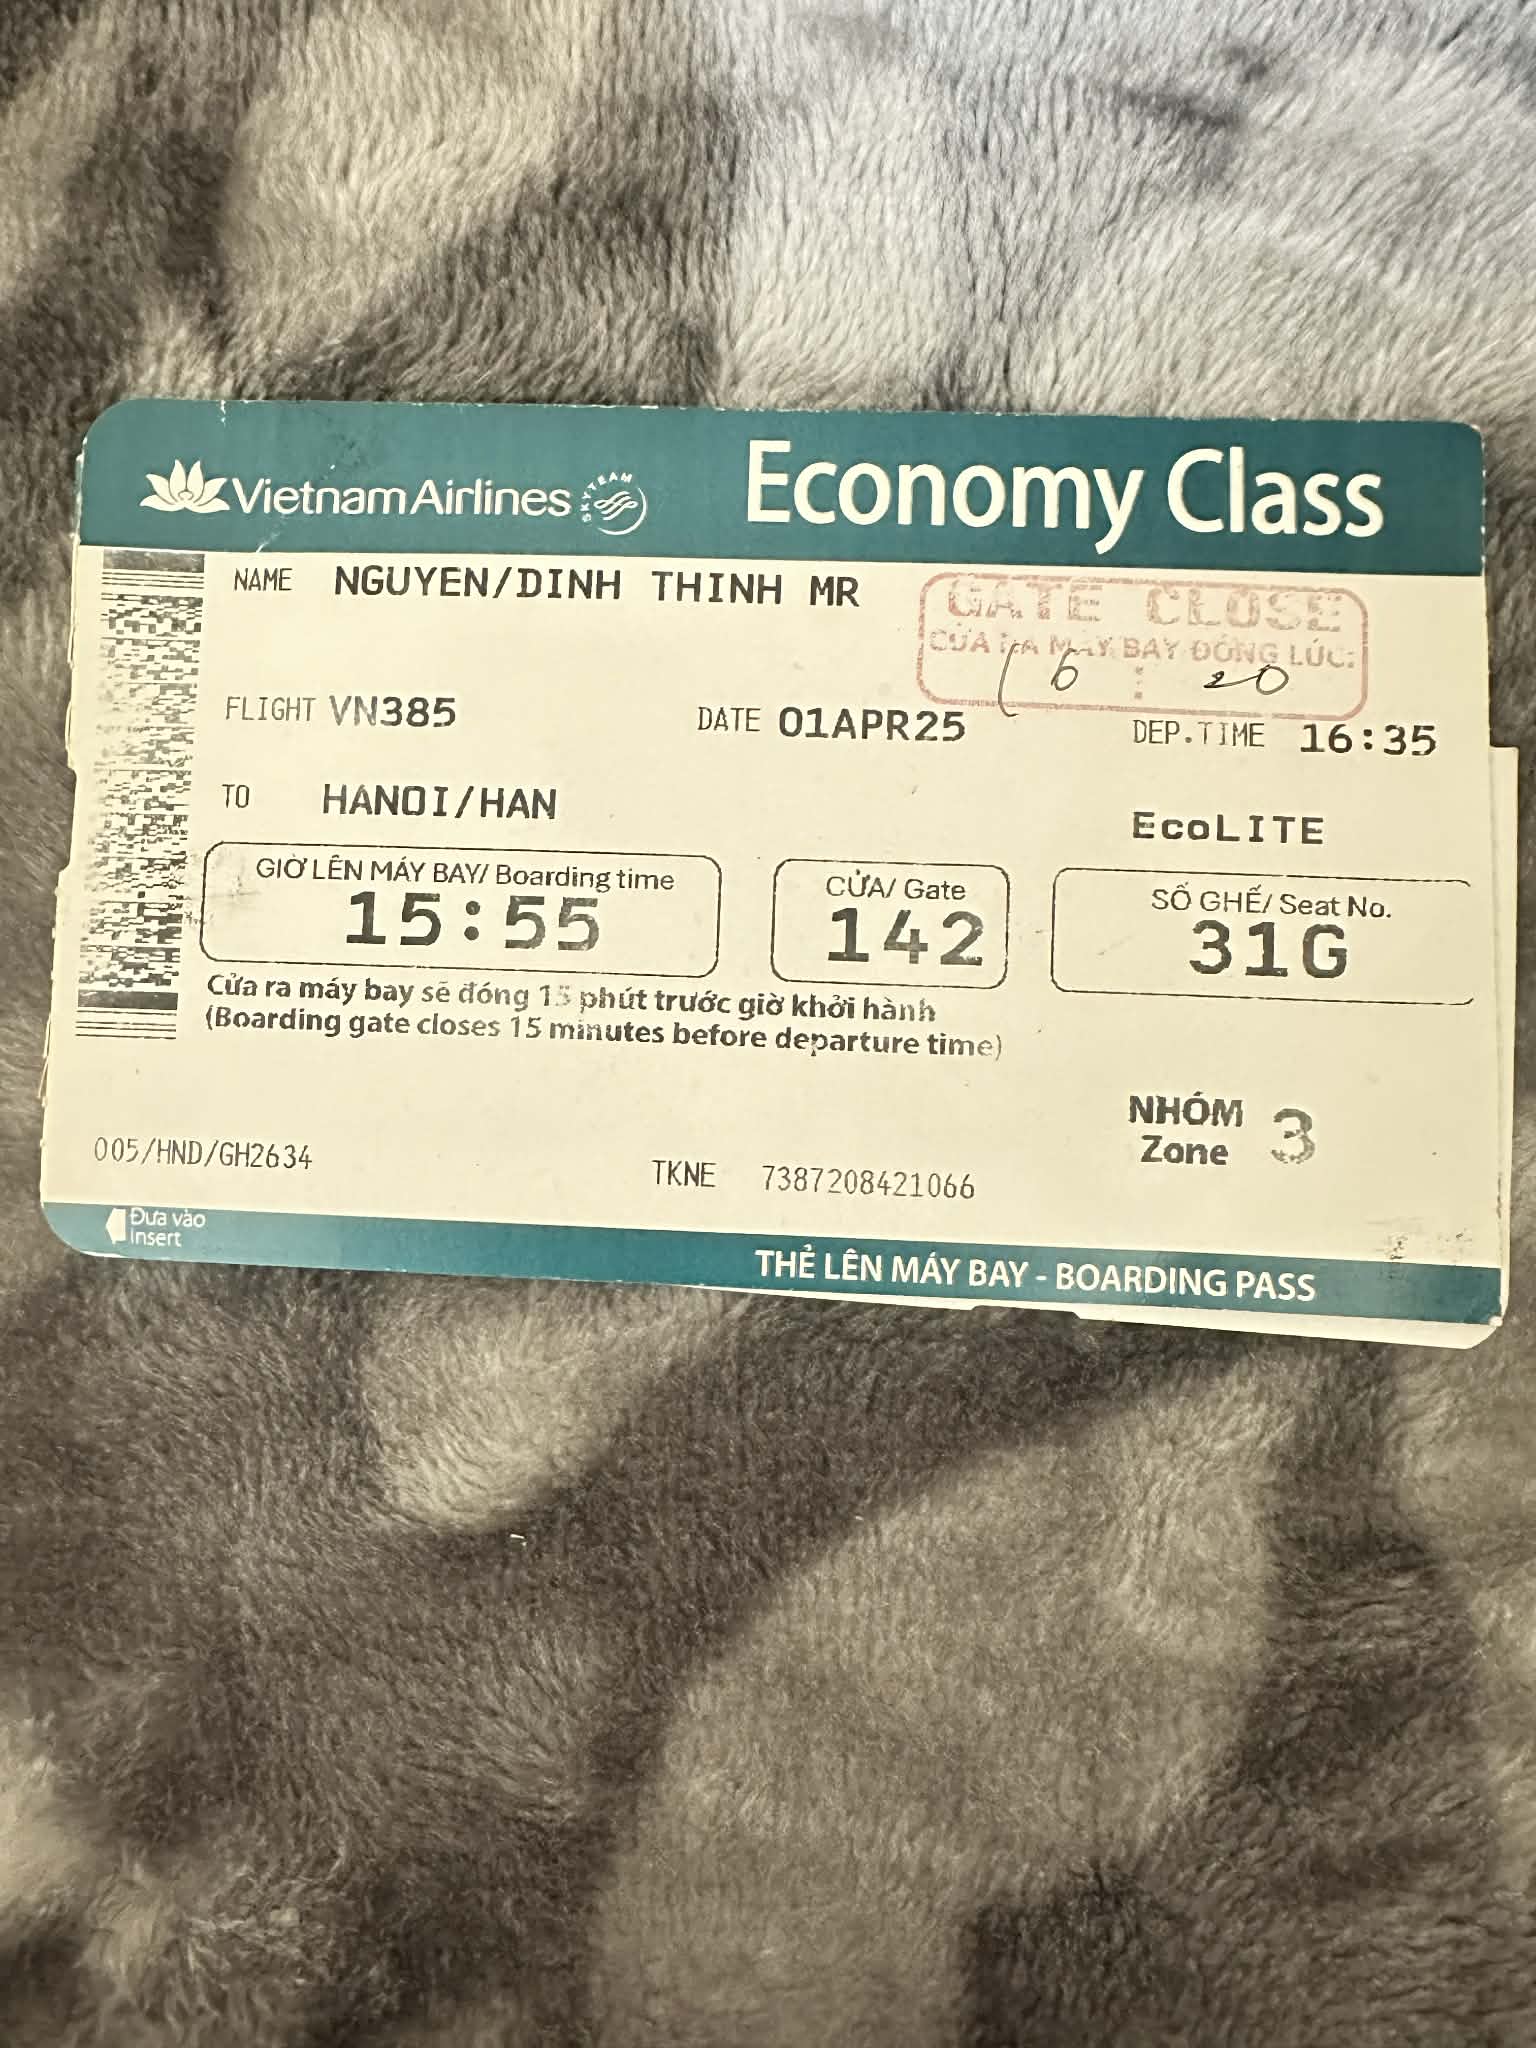 VietnamAirlines SKYTEAM Economy Class
NAME NGUYEN/DINH THINH MR
GATE CLOSE
CỬA RA MÁY BAY ĐÓNG LÚC:
16 : 20
FLIGHT VN385 DATE 01APR25 DEP.TIME 16:35
TO HANOI/HAN
EcoLITE
GIỜ LÊN MÁY BAY/ Boarding time
15:55
CỬA/ Gate
142
SỐ GHẾ/ Seat No.
31G
Cửa ra máy bay sẽ đóng 15 phút trước giờ khởi hành
(Boarding gate closes 15 minutes before departure time)
NHÓM
Zone 3
005/HND/GH2634
TKNE 7387208421066
Đưa vào
Insert
THẺ LÊN MÁY BAY - BOARDING PASS